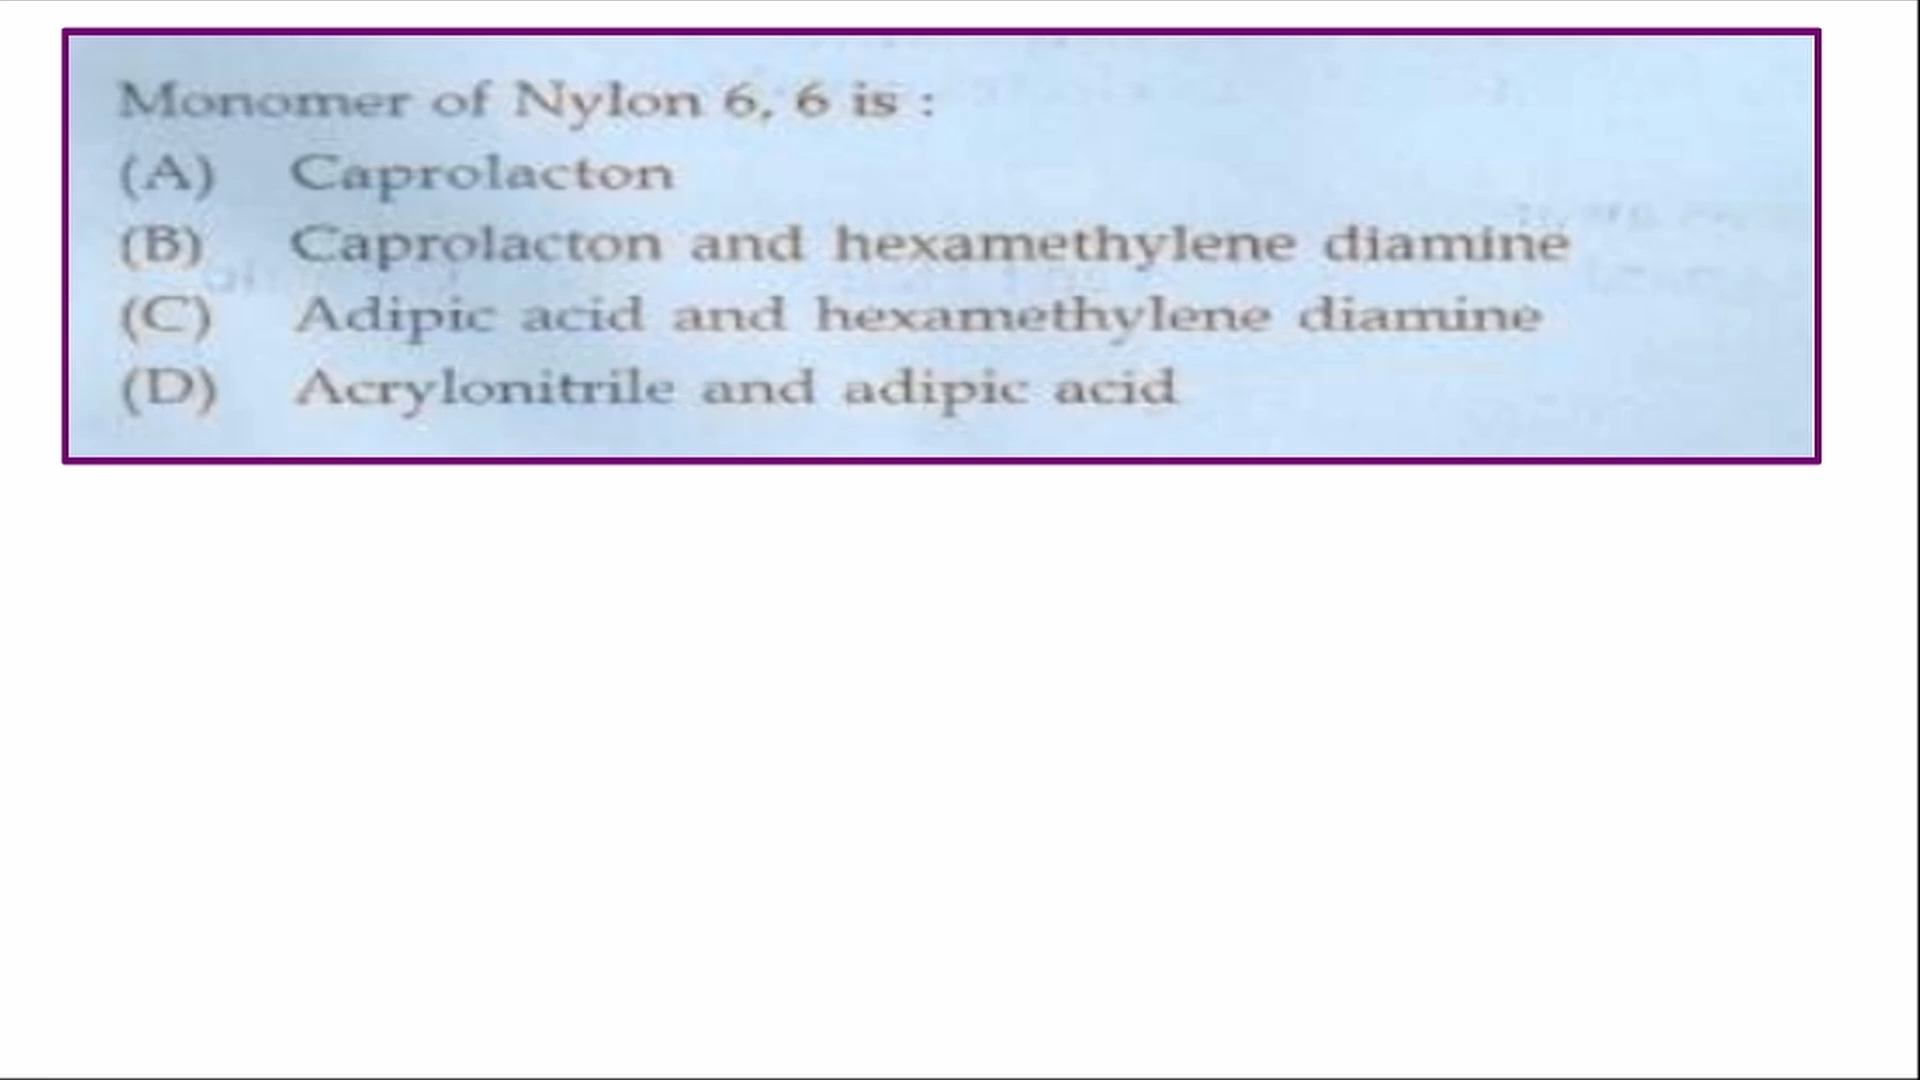 Monomer of Nylon 6, 6 is :
(A) Caprolacton
(B) Caprolacton and hexamethylene diamine
(C) Adipic acid and hexamethylene diamine
(D) Acrylonitrile and adipic acid